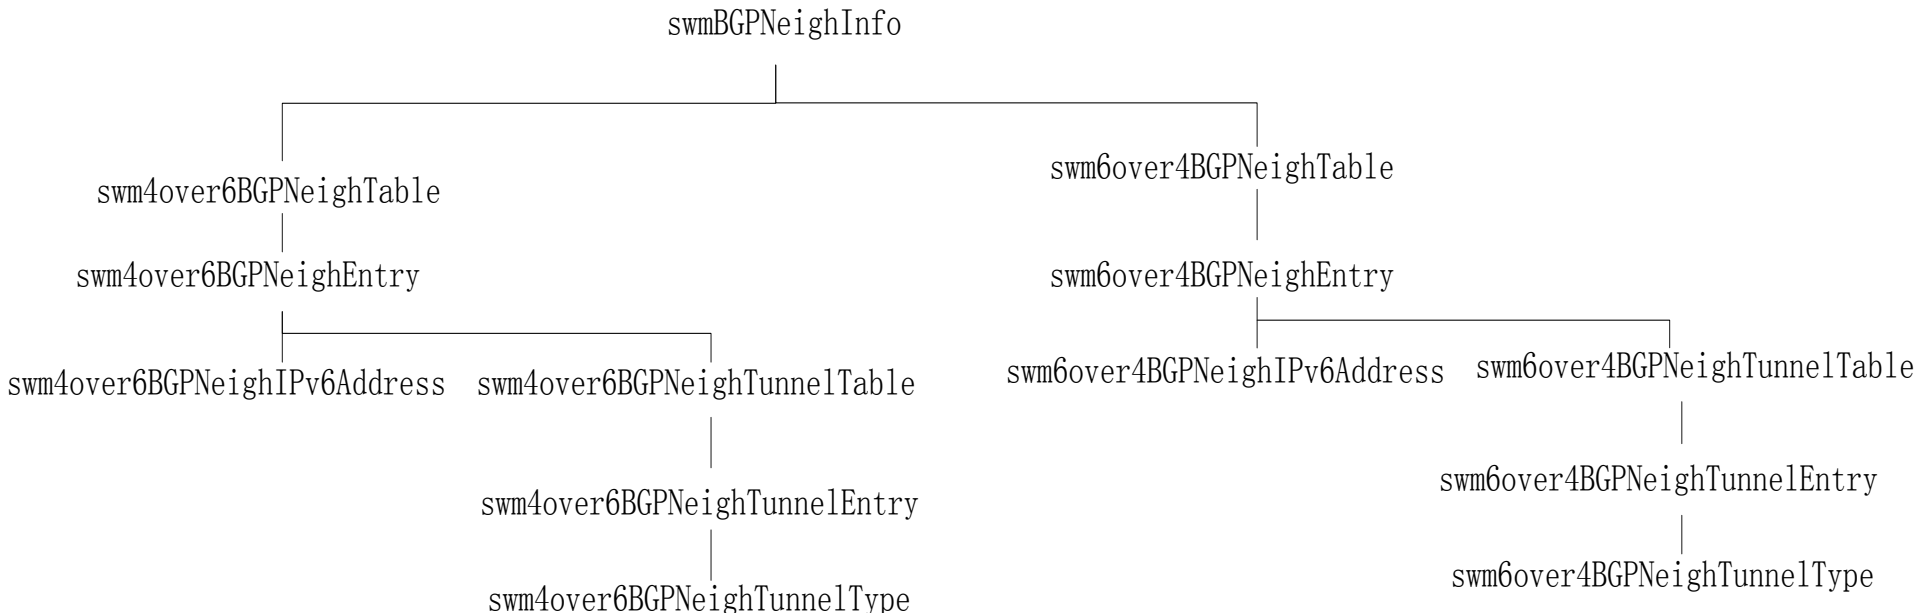 swmBGPNeighInfo
swm4over6BGPNeighTable
swm6over4BGPNeighTable
swm4over6BGPNeighEntry
swm6over4BGPNeighEntry
swm4over6BGPNeighIPv6Address
swm4over6BGPNeighTunnelTable
swm6over4BGPNeighIPv6Address
swm6over4BGPNeighTunnelTable
swm4over6BGPNeighTunnelEntry
swm6over4BGPNeighTunnelEntry
swm4over6BGPNeighTunnelType
swm6over4BGPNeighTunnelType